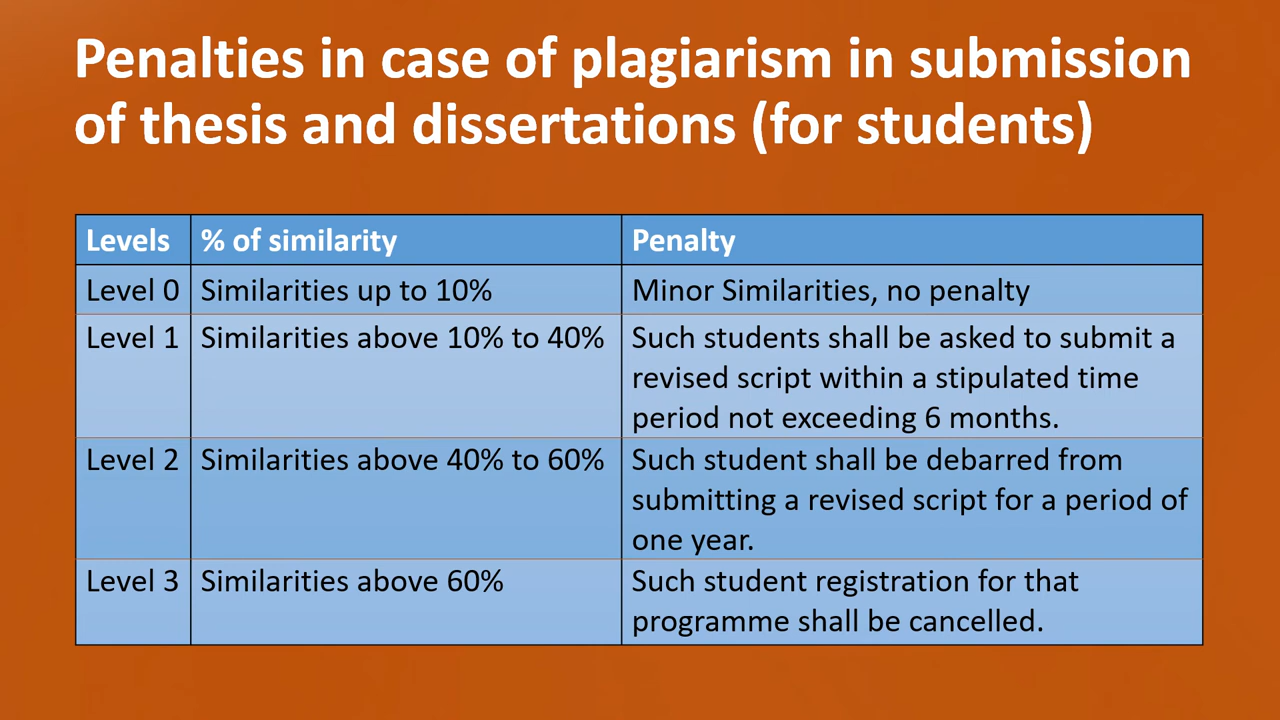 Penalties in case of plagiarism in submission
of thesis and dissertations (for students)
Levels % of similarity Penalty
Level 0 Similarities up to 10% Minor Similarities, no penalty
Level 1 Similarities above 10% to 40% Such students shall be asked to submit a
revised script within a stipulated time
period not exceeding 6 months.
Level 2 Similarities above 40% to 60% Such student shall be debarred from
submitting a revised script for a period of
one year.
Level 3 Similarities above 60% Such student registration for that
programme shall be cancelled.